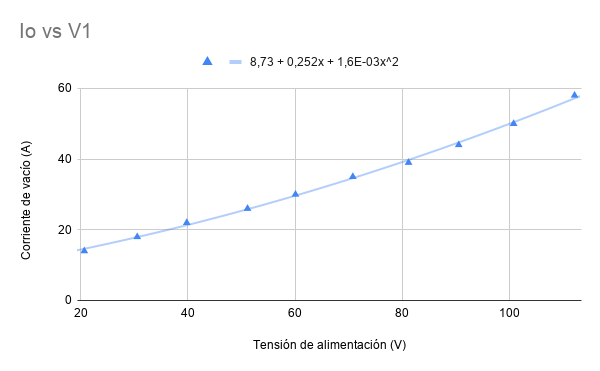 Io vs V1
8,73 + 0,252x + 1,6E-03x^2
60
40
20
0
Corriente de vacío (A)
20 40 60 80 100
Tensión de alimentación (V)